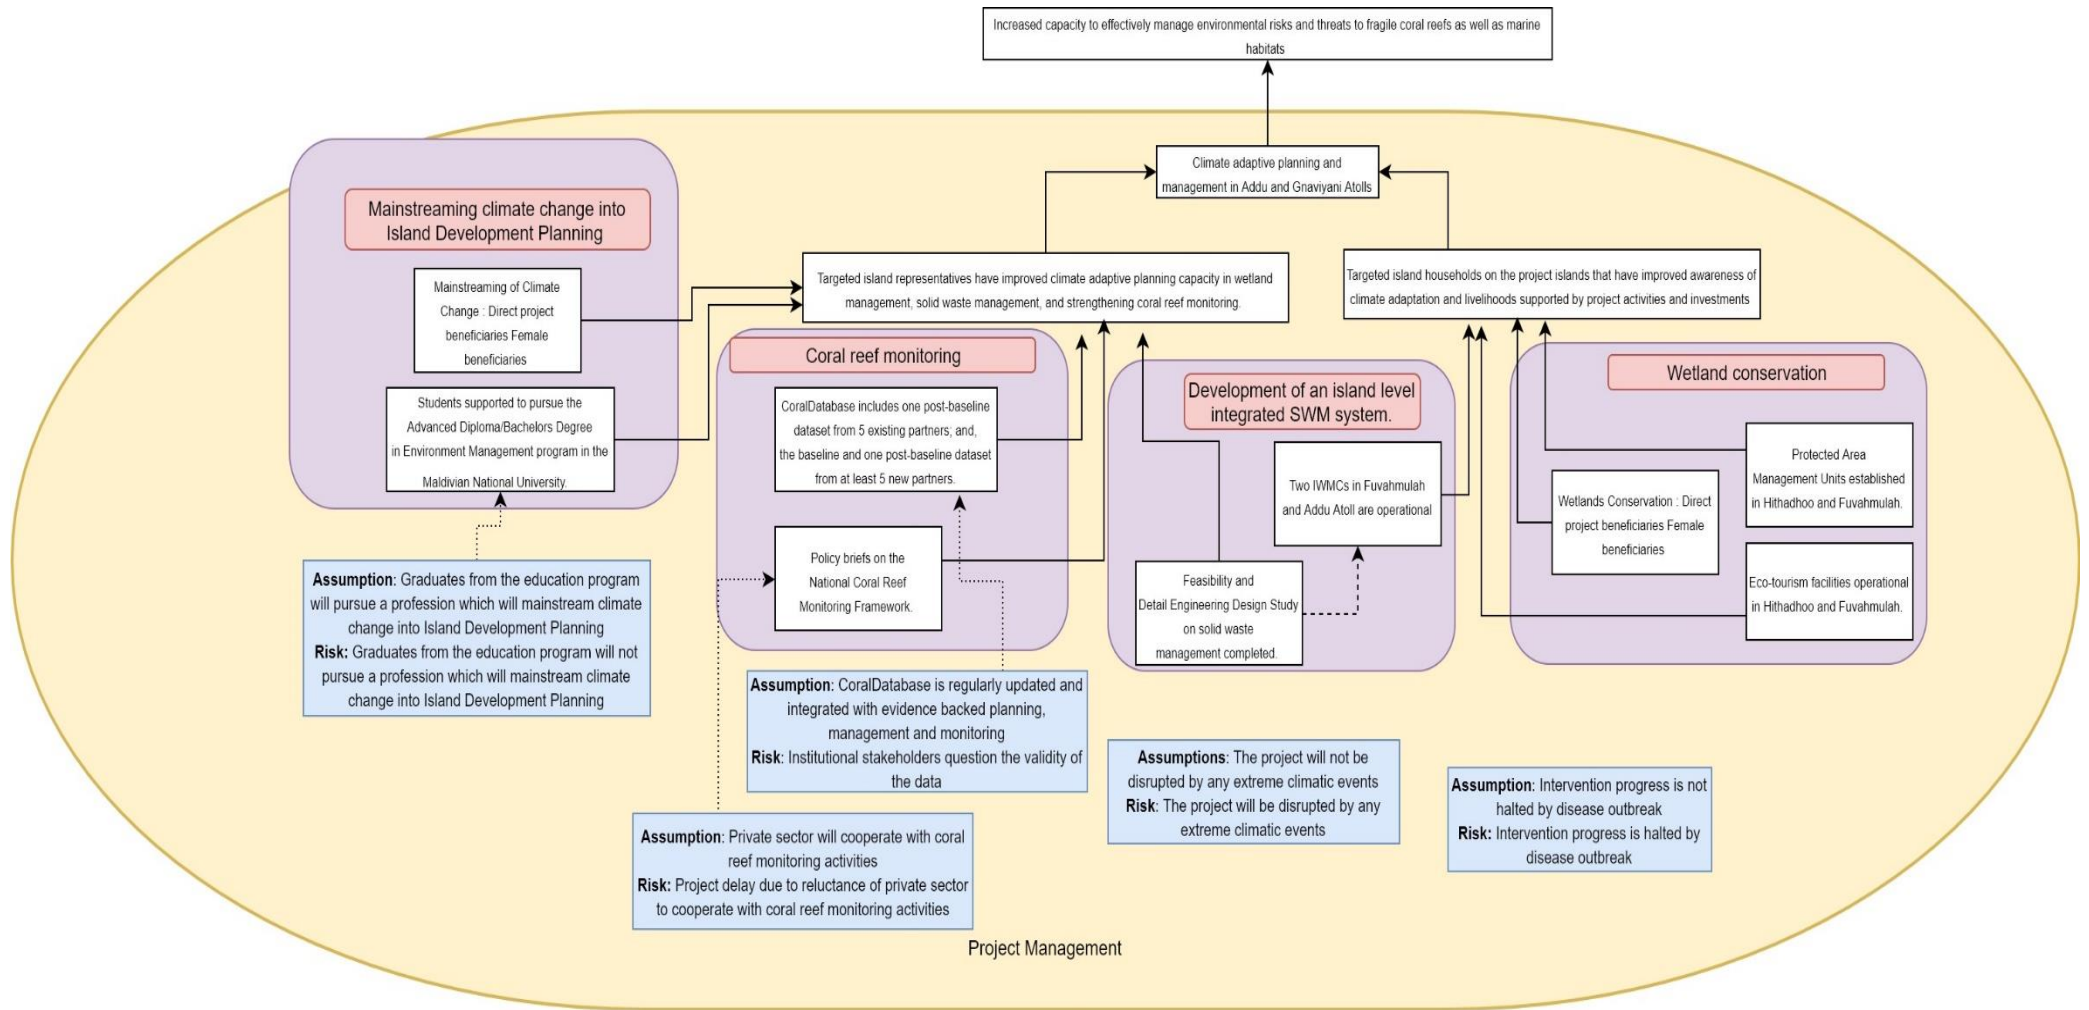 Increased capacity to effectively manage environmental risks and threats to fragile coral reefs as well as marine
habitats
Climate adaptive planning and
management in Addu and Gnaviyani Atolls
Mainstreaming climate change into
Island Development Planning
Mainstreaming of Climate
Change : Direct project
beneficiaries Female
beneficiaries
Students supported to pursue the
Advanced Diploma/Bachelors Degree
in Environment Management program in the
Maldivian National University.
Assumption: Graduates from the education program
will pursue a profession which will mainstream climate
change into Island Development Planning
Risk: Graduates from the education program will not
pursue a profession which will mainstream climate
change into Island Development Planning
Targeted island representatives have improved climate adaptive planning capacity in wetland
management, solid waste management, and strengthening coral reef monitoring.
Targeted island households on the project islands that have improved awareness of
climate adaptation and livelihoods supported by project activities and investments
Coral reef monitoring
CoralDatabase includes one post-baseline
dataset from 5 existing partners; and,
the baseline and one post-baseline dataset
from at least 5 new partners.
Policy briefs on the
National Coral Reef
Monitoring Framework.
Assumption: CoralDatabase is regularly updated and
integrated with evidence backed planning,
management and monitoring
Risk: Institutional stakeholders question the validity of
the data
Assumption: Private sector will cooperate with coral
reef monitoring activities
Risk: Project delay due to reluctance of private sector
to cooperate with coral reef monitoring activities
Development of an island level
integrated SWM system.
Two IWMCs in Fuvahmulah
and Addu Atoll are operational
Feasibility and
Detail Engineering Design Study
on solid waste
management completed.
Assumptions: The project will not be
disrupted by any extreme climatic events
Risk: The project will be disrupted by any
extreme climatic events
Wetland conservation
Protected Area
Management Units established
in Hithadhoo and Fuvahmulah.
Wetlands Conservation : Direct
project beneficiaries Female
beneficiaries
Eco-tourism facilities operational
in Hithadhoo and Fuvahmulah.
Assumption: Intervention progress is not
halted by disease outbreak
Risk: Intervention progress is halted by
disease outbreak
Project Management